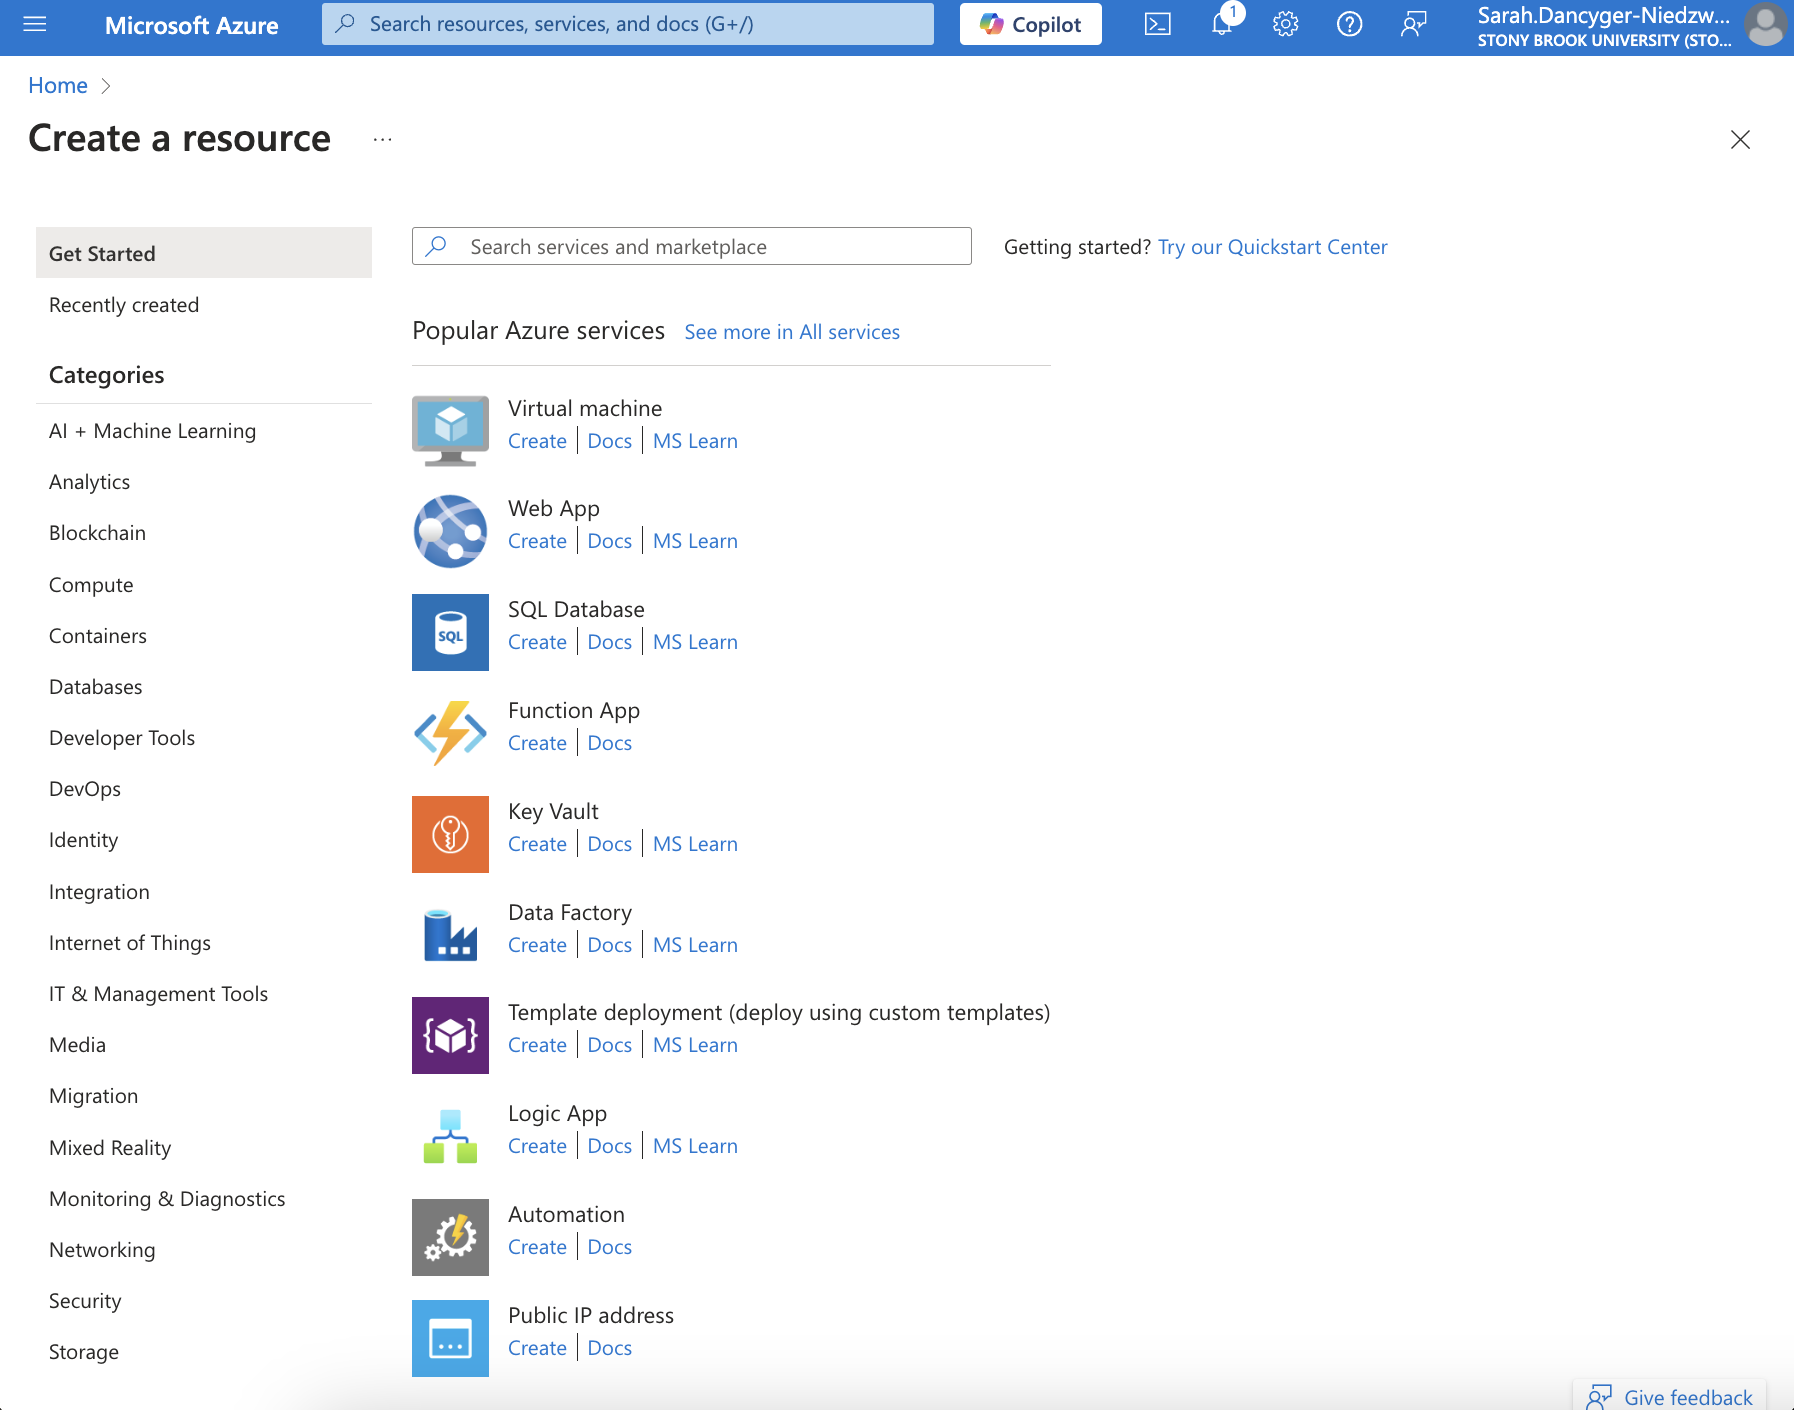 Microsoft Azure
Search resources, services, and docs (G+/)
Copilot
1
Sarah.Dancyger-Niedzw...
STONY BROOK UNIVERSITY (STO...
Home
Create a resource
...
Get Started
Recently created
Categories
AI + Machine Learning
Analytics
Blockchain
Compute
Containers
Databases
Developer Tools
DevOps
Identity
Integration
Internet of Things
IT & Management Tools
Media
Migration
Mixed Reality
Monitoring & Diagnostics
Networking
Security
Storage
Search services and marketplace
Getting started? Try our Quickstart Center
Popular Azure services See more in All services
Virtual machine
Create | Docs | MS Learn
Web App
Create | Docs | MS Learn
SQL
SQL Database
Create | Docs | MS Learn
Function App
Create | Docs
Key Vault
Create | Docs | MS Learn
Data Factory
Create | Docs | MS Learn
Template deployment (deploy using custom templates)
Create | Docs | MS Learn
Logic App
Create | Docs | MS Learn
Automation
Create | Docs
Public IP address
Create | Docs
Give feedback